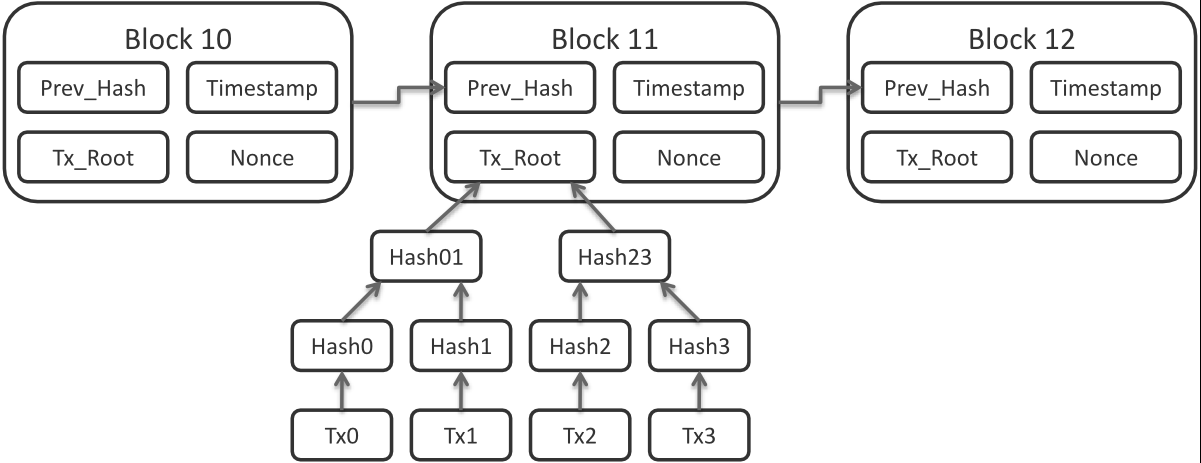 Block 10
Block 11
Block 12
Prev_Hash
Timestamp
Prev_Hash
Timestamp
Prev_Hash
Timestamp
Tx_Root
Nonce
Tx_Root
Nonce
Tx_Root
Nonce
Hash01
Hash23
Hash0
Hash1
Hash2
Hash3
Tx0
Tx1
Tx2
Tx3